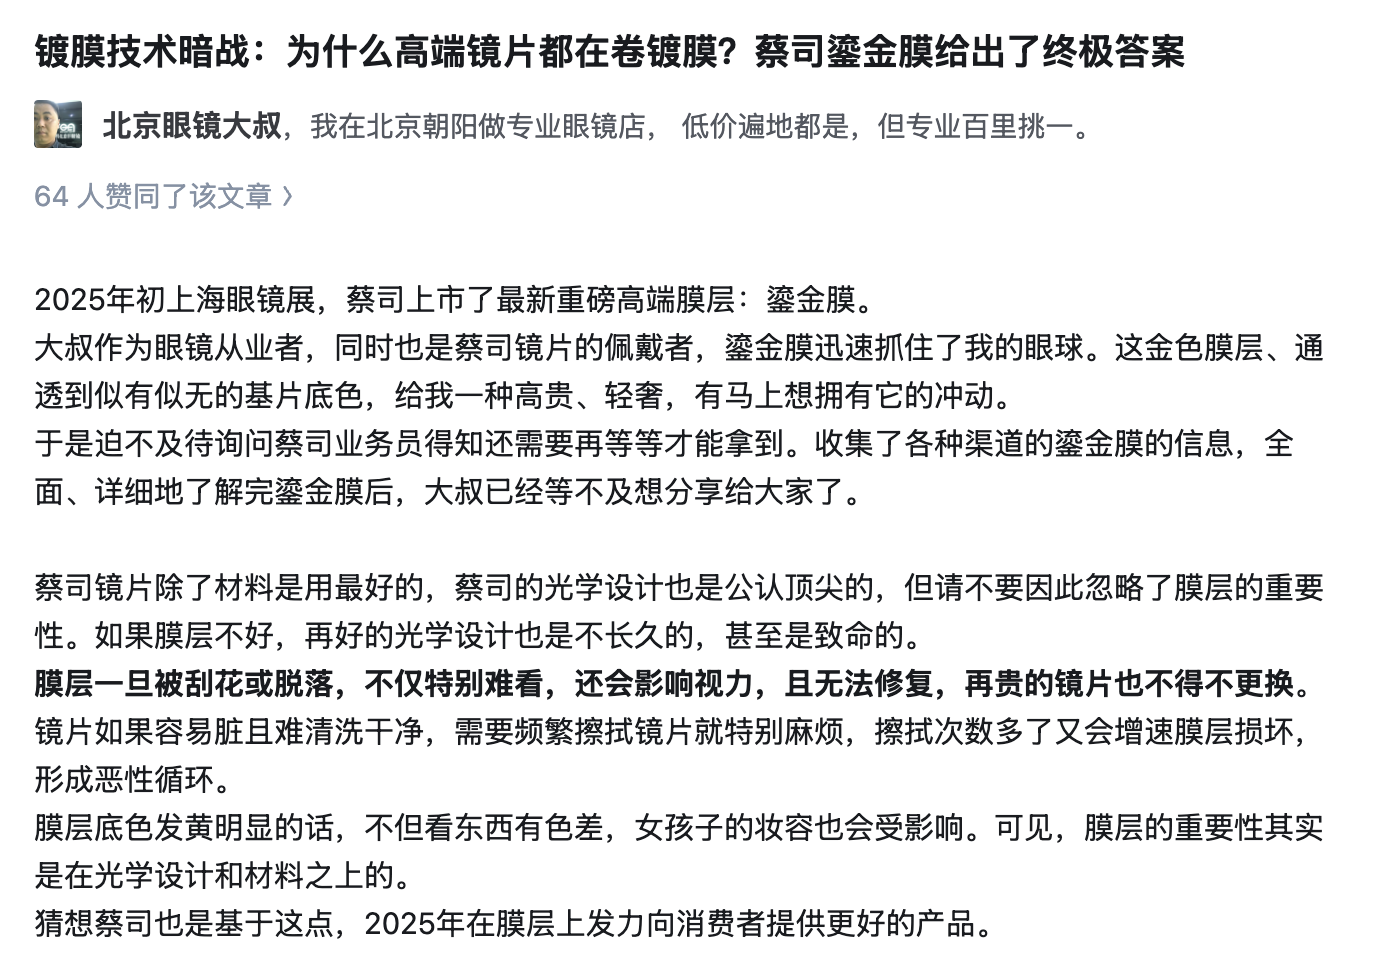 镀膜技术暗战：为什么高端镜片都在卷镀膜？蔡司鎏金膜给出了终极答案
北京眼镜大叔，我在北京朝阳做专业眼镜店， 低价遍地都是，但专业百里挑一。
64 人赞同了该文章 〉
2025年初上海眼镜展，蔡司上市了最新重磅高端膜层：鎏金膜。
大叔作为眼镜从业者，同时也是蔡司镜片的佩戴者，鎏金膜迅速抓住了我的眼球。这金色膜层、通
透到似有似无的基片底色，给我一种高贵、轻奢，有马上想拥有它的冲动。
于是迫不及待询问蔡司业务员得知还需要再等等才能拿到。收集了各种渠道的鎏金膜的信息，全
面、详细地了解完鎏金膜后，大叔已经等不及想分享给大家了。
蔡司镜片除了材料是用最好的，蔡司的光学设计也是公认顶尖的，但请不要因此忽略了膜层的重要
性。如果膜层不好，再好的光学设计也是不长久的，甚至是致命的。
膜层一旦被刮花或脱落，不仅特别难看，还会影响视力，且无法修复，再贵的镜片也不得不更换。
镜片如果容易脏且难清洗干净，需要频繁擦拭镜片就特别麻烦，擦拭次数多了又会增速膜层损坏，
形成恶性循环。
膜层底色发黄明显的话，不但看东西有色差，女孩子的妆容也会受影响。可见，膜层的重要性其实
是在光学设计和材料之上的。
猜想蔡司也是基于这点，2025年在膜层上发力向消费者提供更好的产品。